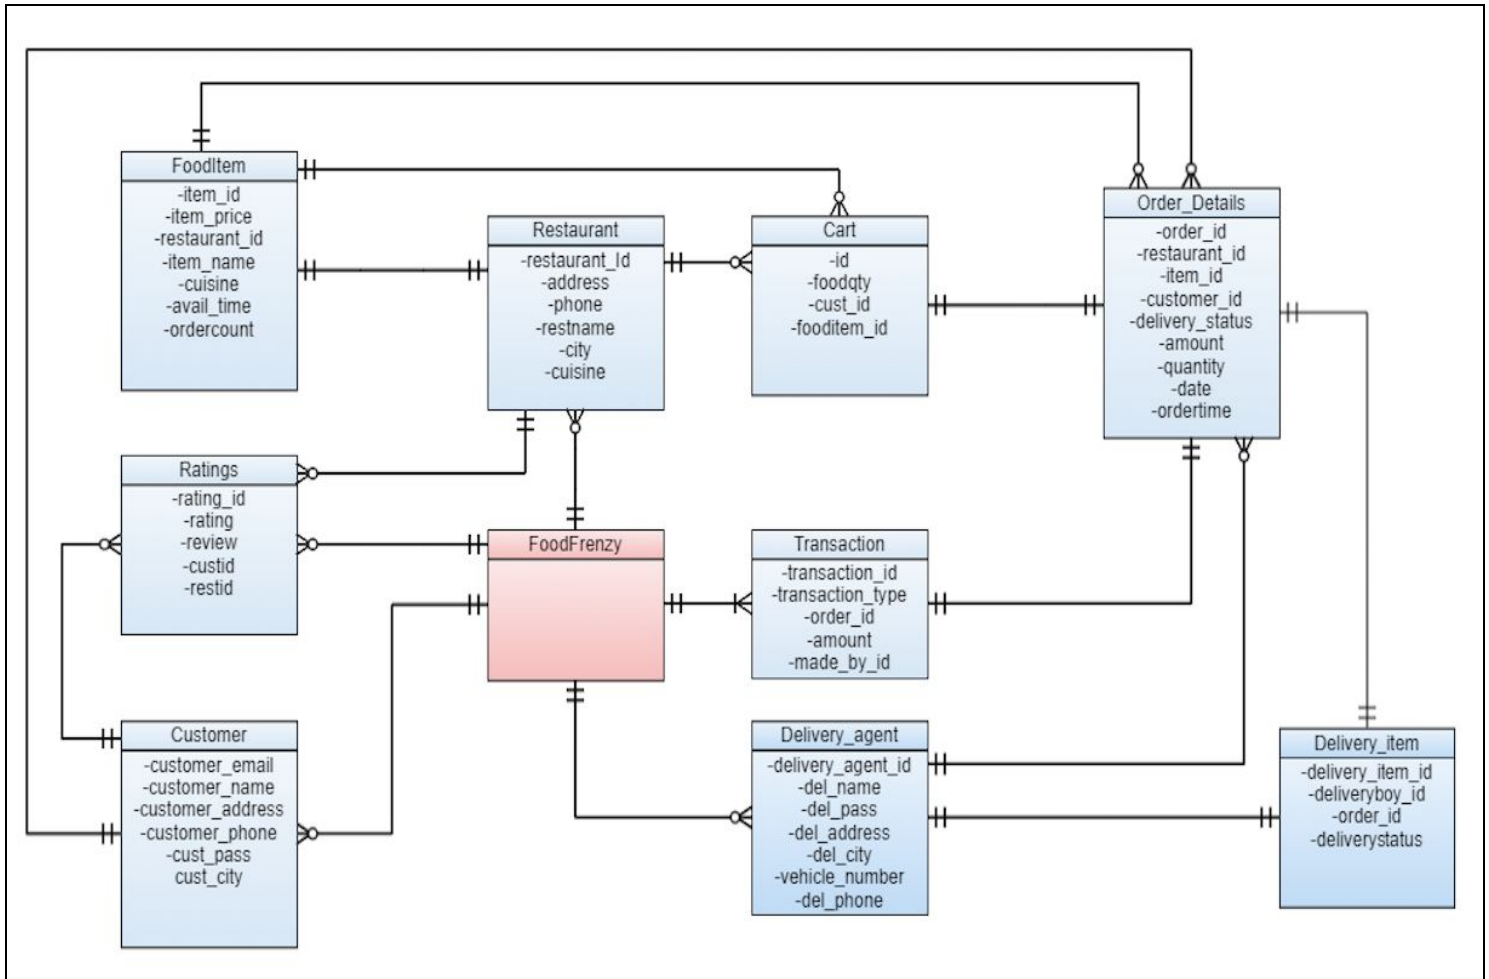 FoodItem
-item_id
-item_price
-restaurant_id
-item_name
-cuisine
-avail_time
-ordercount
Restaurant
-restaurant_Id
-address
-phone
-restname
-city
-cuisine
Cart
-id
-foodqty
-cust_id
-fooditem_id
Order_Details
-order_id
-restaurant_id
-item_id
-customer_id
-delivery_status
-amount
-quantity
-date
-ordertime
Ratings
-rating_id
-rating
-review
-custid
-restid
FoodFrenzy
Transaction
-transaction_id
-transaction_type
-order_id
-amount
-made_by_id
Customer
-customer_email
-customer_name
-customer_address
-customer_phone
-cust_pass
cust_city
Delivery_agent
-delivery_agent_id
-del_name
-del_pass
-del_address
-del_city
-vehicle_number
-del_phone
Delivery_item
-delivery_item_id
-deliveryboy_id
-order_id
-deliverystatus